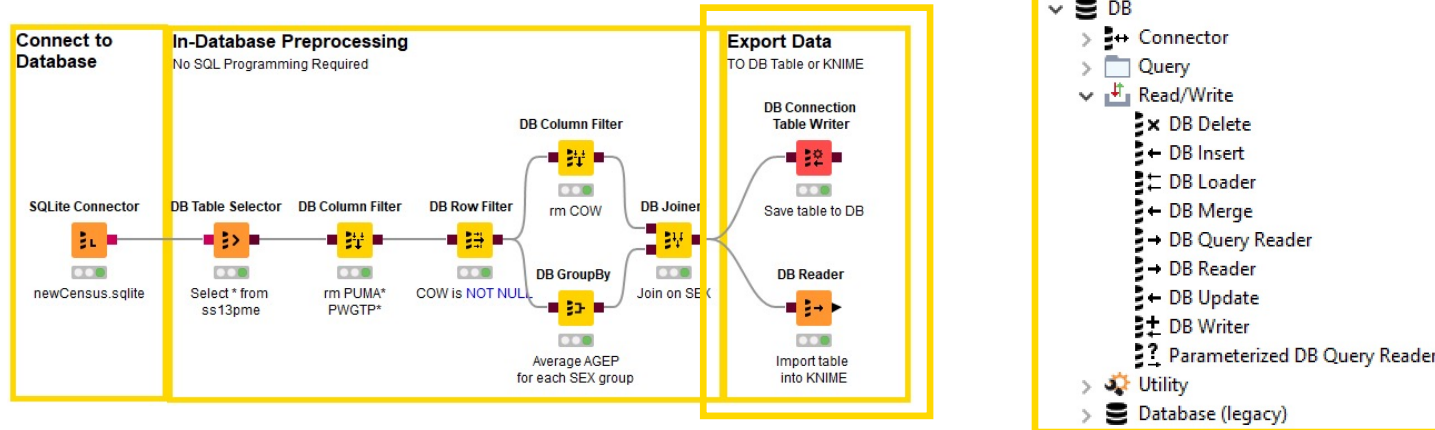 Connect to
Database
In-Database Preprocessing
No SQL Programming Required
Export Data
TO DB Table or KNIME
DB Connection
Table Writer
DB Column Filter
SQLite Connector
DB Table Selector
DB Column Filter
DB Row Filter
rm COW
DB Joiner
Save table to DB
newCensus.sqlite
Select * from
ss13pme
rm PUMA*
PWGTP*
COW is NOT NULL
DB GroupBy
Join on SEX
DB Reader
Average AGEP
for each SEX group
Import table
into KNIME
DB
Connector
Query
Read/Write
DB Delete
DB Insert
DB Loader
DB Merge
DB Query Reader
DB Reader
DB Update
DB Writer
Parameterized DB Query Reader
Utility
Database (legacy)